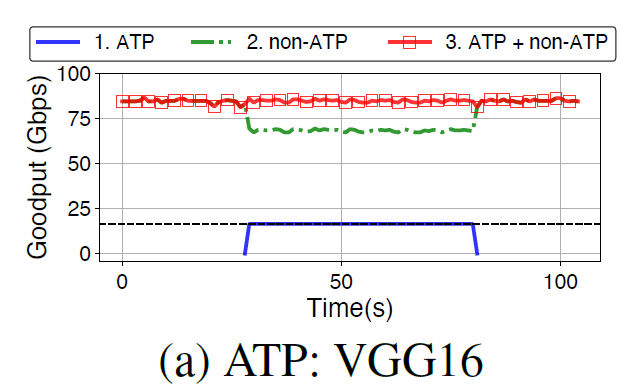 1. ATP 2. non-ATP 3. ATP + non-ATP
100
75
50
25
0
Goodput (Gbps)
0 50 100
Time(s)
(a) ATP: VGG16